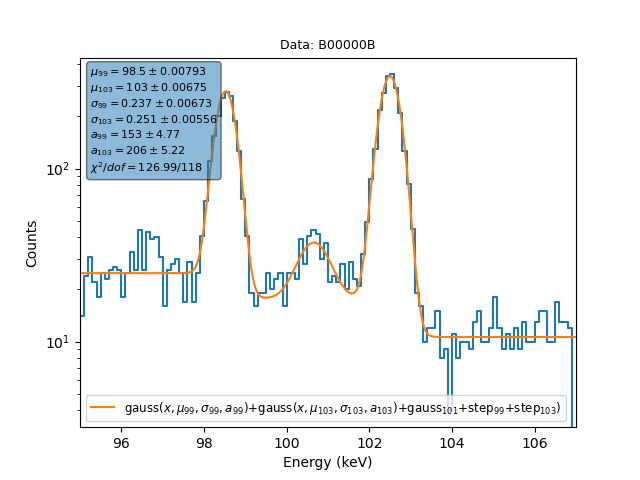 Data: B00000B
μ99 = 98.5 ± 0.00793
μ103 = 103 ± 0.00675
σ99 = 0.237 ± 0.00673
σ103 = 0.251 ± 0.00556
a99 = 153 ± 4.77
a103 = 206 ± 5.22
χ²/dof = 126.99/118
10²
10¹
Counts
gauss(x, μ99, σ99, a99)+gauss(x, μ103, σ103, a103)+gauss101+step99+step103)
96 98 100 102 104 106
Energy (keV)